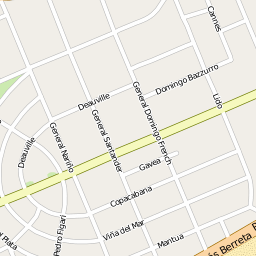 Cannes
Domingo Bazzurro
Deauville
General Domingo French
Lido
General Nariño
General Santander
Deauville
Gavea
Copacabana
Pedro Figari
Viña del Mar
Mantua
Plata
Berreta